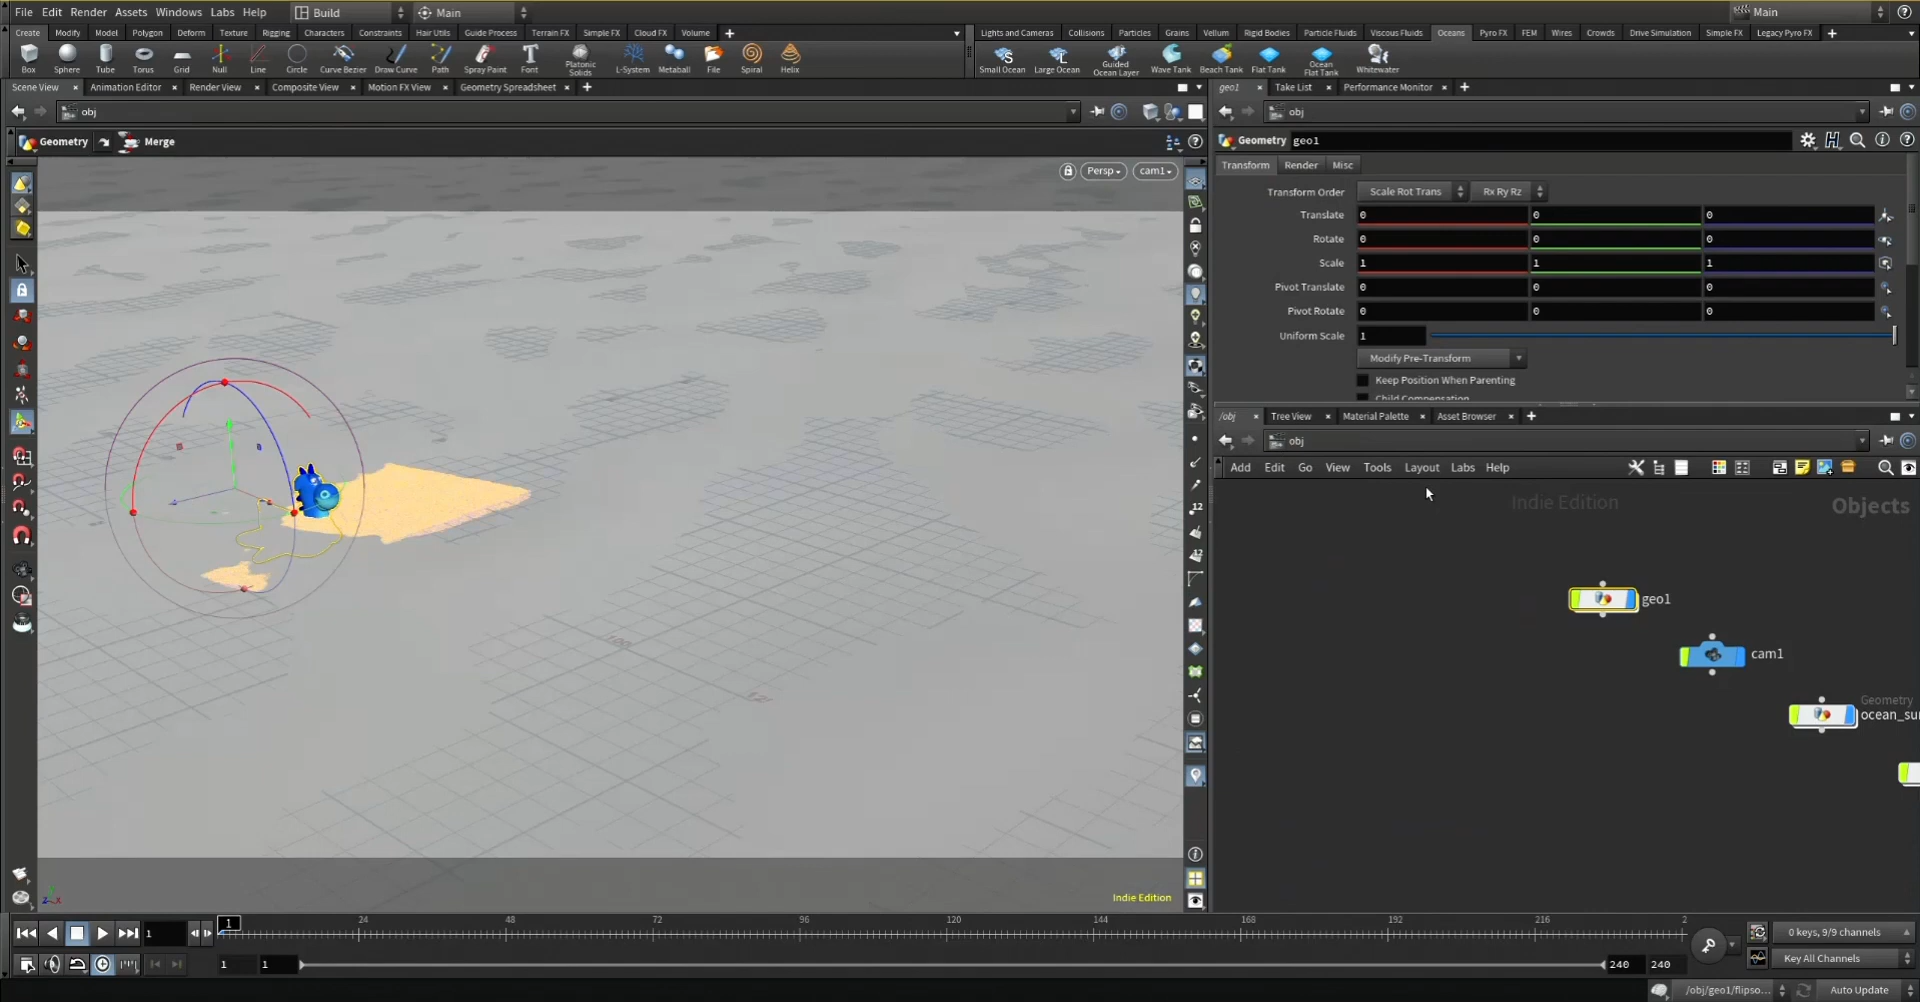 File Edit Render Assets Windows Labs Help Build Main Main
Create Modify Model Polygon Deform Texture Rigging Characters Constraints Hair Utils Guide Process Terrain FX Simple FX Cloud FX Volume Lights and Cameras Collisions Particles Grains Vellum Rigid Bodies Particle Fluids Viscous Fluids Oceans Pyro FX FEM Wires Crowds Drive Simulation Simple FX Legacy Pyro FX
Box Sphere Tube Torus Grid Null Line Circle Curve Bezier Draw Curve Path Spray Paint Font Platonic Solids L-System Metaball File Spiral Helix Small Ocean Large Ocean Guided Ocean Layer Wave Tank Beach Tank Flat Tank Ocean Flat Tank Whitewater
Scene View Animation Editor Render View Composite View Motion FX View Geometry Spreadsheet geo1 Take List Performance Monitor
obj obj
Geometry Merge Geometry geo1
Persp cam1
Transform Render Misc
Transform Order Scale Rot Trans Rx Ry Rz
Translate 0 0 0
Rotate 0 0 0
Scale 1 1 1
Pivot Translate 0 0 0
Pivot Rotate 0 0 0
Uniform Scale 1
Modify Pre-Transform
Keep Position When Parenting
Child Compensation
/obj Tree View Material Palette Asset Browser
obj
Add Edit Go View Tools Layout Labs Help
Indie Edition Objects
geo1
cam1
Geometry
ocean_sur
Indie Edition
1 1 24 48 72 96 120 144 168 192 216 2 0 keys, 9/9 channels
1 1 240 240 Key All Channels
/obj/geo1/flipso... Auto Update